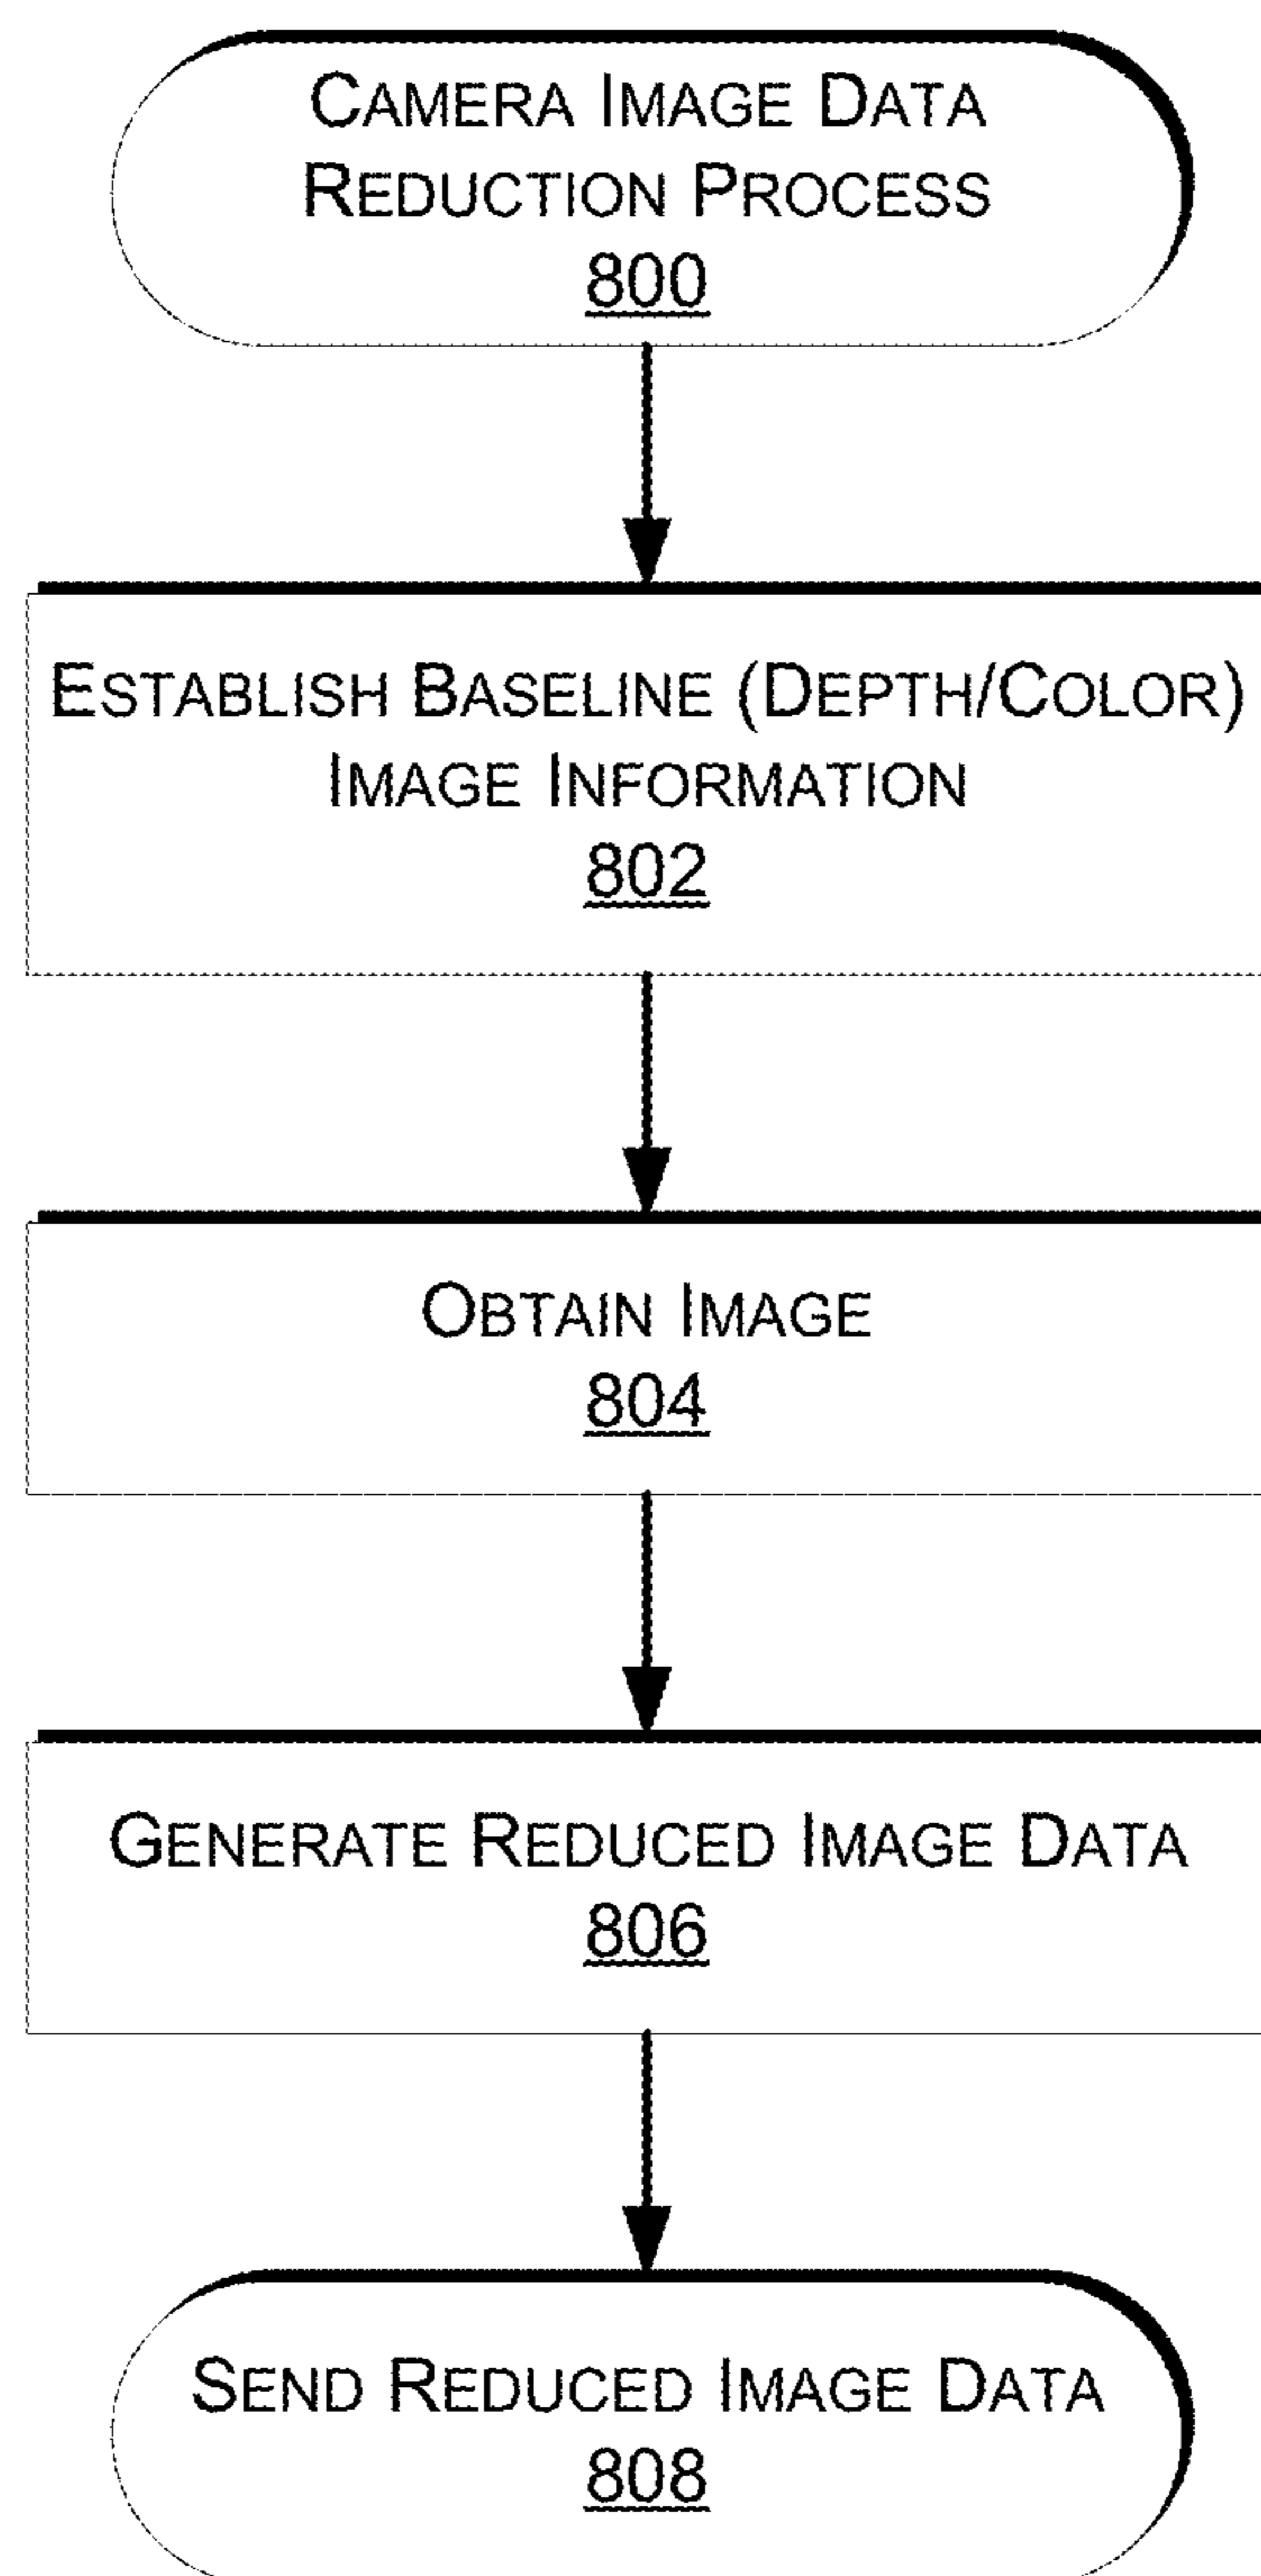 CAMERA IMAGE DATA
REDUCTION PROCESS
800
ESTABLISH BASELINE (DEPTH/COLOR)
IMAGE INFORMATION
802
OBTAIN IMAGE
804
GENERATE REDUCED IMAGE DATA
806
SEND REDUCED IMAGE DATA
808